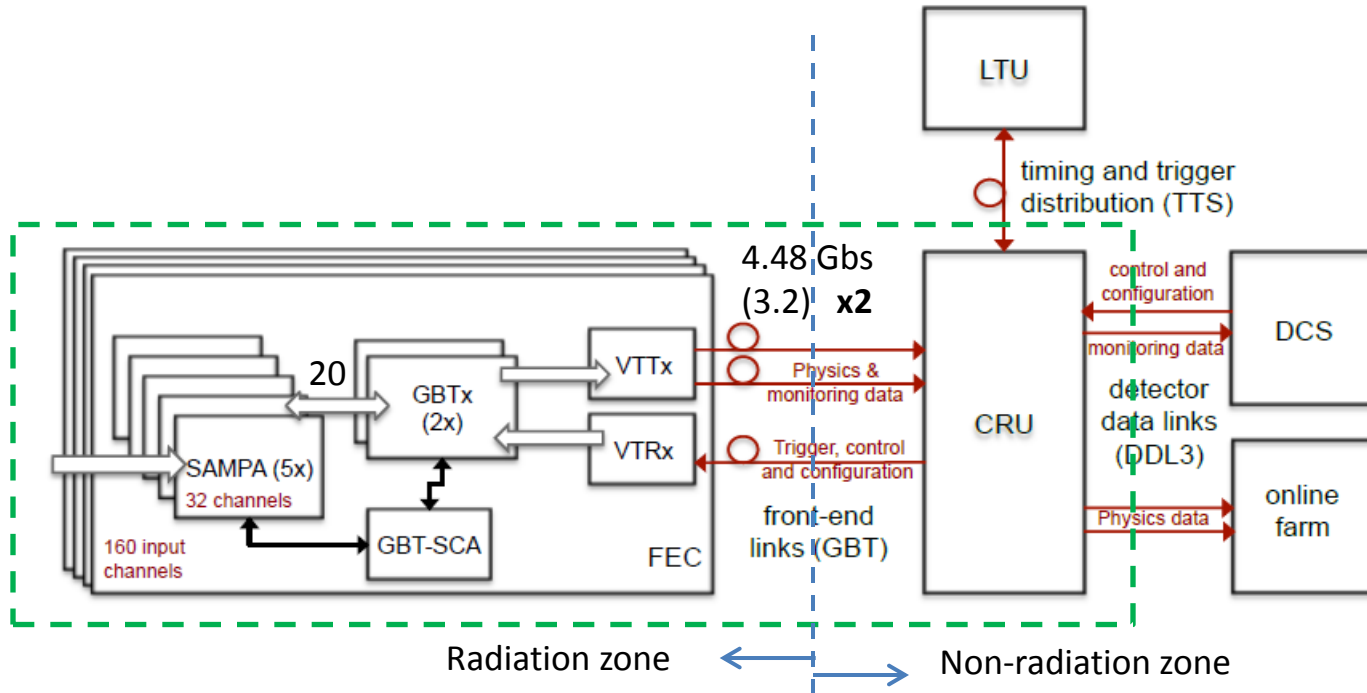 LTU
timing and trigger
distribution (TTS)
4.48 Gbs
(3.2) x2
control and
configuration
DCS
monitoring data
20
GBTx
(2x)
VTTx
Physics &
monitoring data
CRU
detector
data links
(DDL3)
SAMPA (5x)
32 channels
VTRx
Trigger, control
and configuration
online
farm
Physics data
GBT-SCA
front-end
links (GBT)
160 input
channels
FEC
Radiation zone
Non-radiation zone